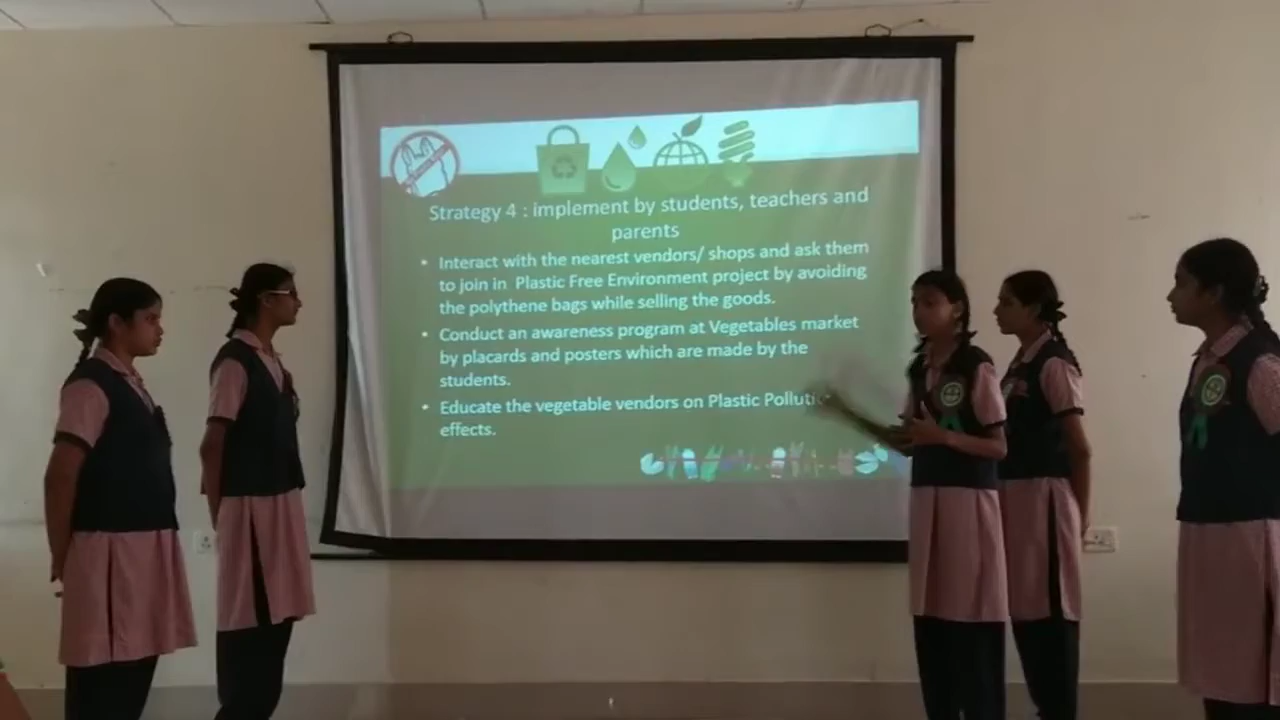 Strategy 4 : implement by students, teachers and
parents
• Interact with the nearest vendors/ shops and ask them
to join in Plastic Free Environment project by avoiding
the polythene bags while selling the goods.
• Conduct an awareness program at Vegetables market
by placards and posters which are made by the
students.
• Educate the vegetable vendors on Plastic
effects.